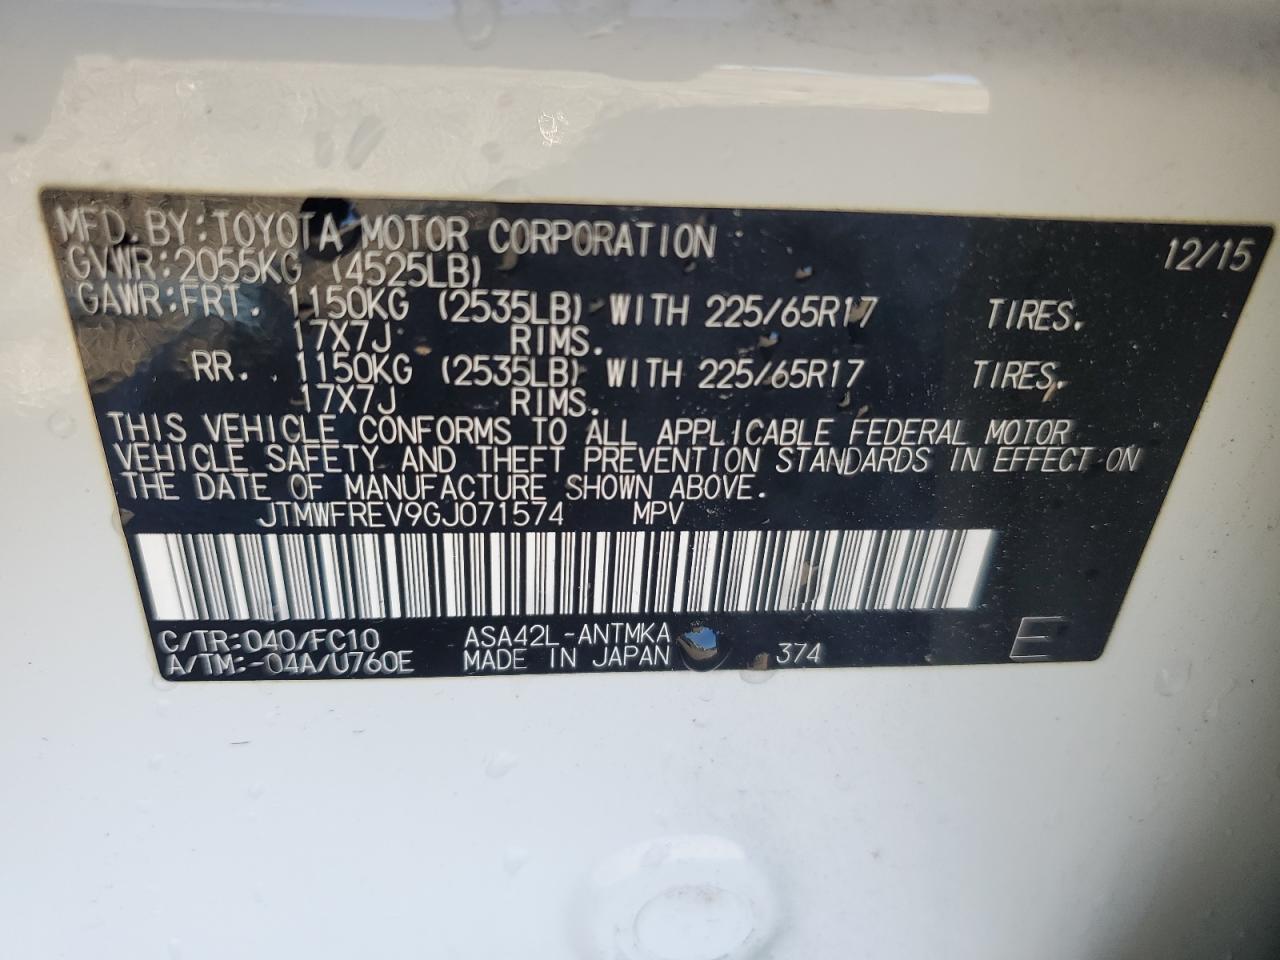 MFD. BY: TOYOTA MOTOR CORPORATION 12/15
GVWR: 2055KG (4525LB)
GAWR: FRT. 1150KG (2535LB) WITH 225/65R17 TIRES.
17X7J RIMS.
RR. 1150KG (2535LB) WITH 225/65R17 TIRES.
17X7J RIMS.
THIS VEHICLE CONFORMS TO ALL APPLICABLE FEDERAL MOTOR
VEHICLE SAFETY AND THEFT PREVENTION STANDARDS IN EFFECT ON
THE DATE OF MANUFACTURE SHOWN ABOVE.
JTMWFREV9GJ071574 MPV
C/TR: 040/FC10 ASA42L-ANTMKA 374 E
A/TM: -04A/U760E MADE IN JAPAN